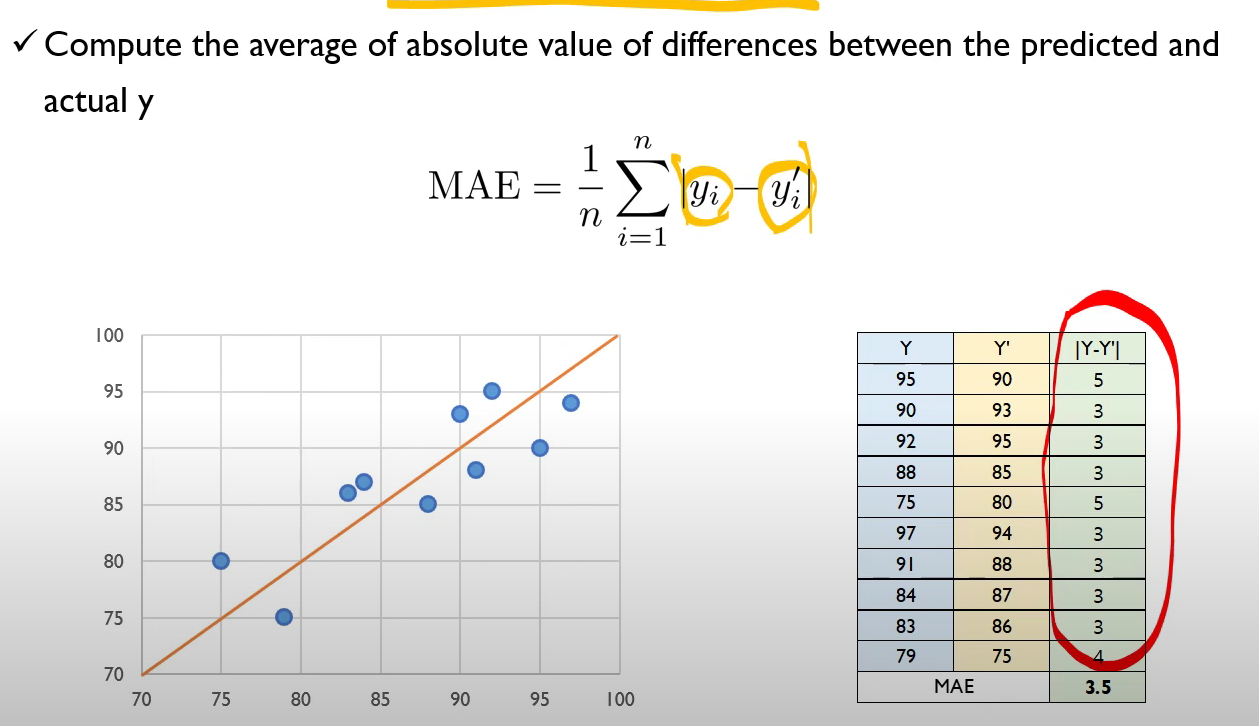 ✓ Compute the average of absolute value of differences between the predicted and
actual y
MAE = \frac{1}{n} \sum_{i=1}^{n} |y_i - y'_i|
100
95
90
85
80
75
70
70 75 80 85 90 95 100
Y Y' |Y-Y'|
95 90 5
90 93 3
92 95 3
88 85 3
75 80 5
97 94 3
91 88 3
84 87 3
83 86 3
79 75 4
MAE 3.5